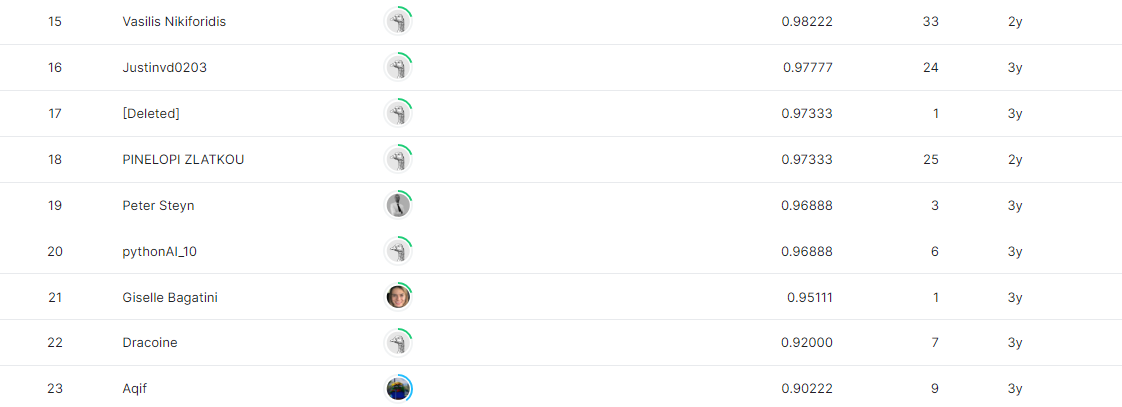 15 Vasilis Nikiforidis 0.98222 33 2y
16 Justinvd0203 0.97777 24 3y
17 [Deleted] 0.97333 1 3y
18 PINELOPI ZLATKOU 0.97333 25 2y
19 Peter Steyn 0.96888 3 3y
20 pythonAI_10 0.96888 6 3y
21 Giselle Bagatini 0.95111 1 3y
22 Dracoine 0.92000 7 3y
23 Aqif 0.90222 9 3y